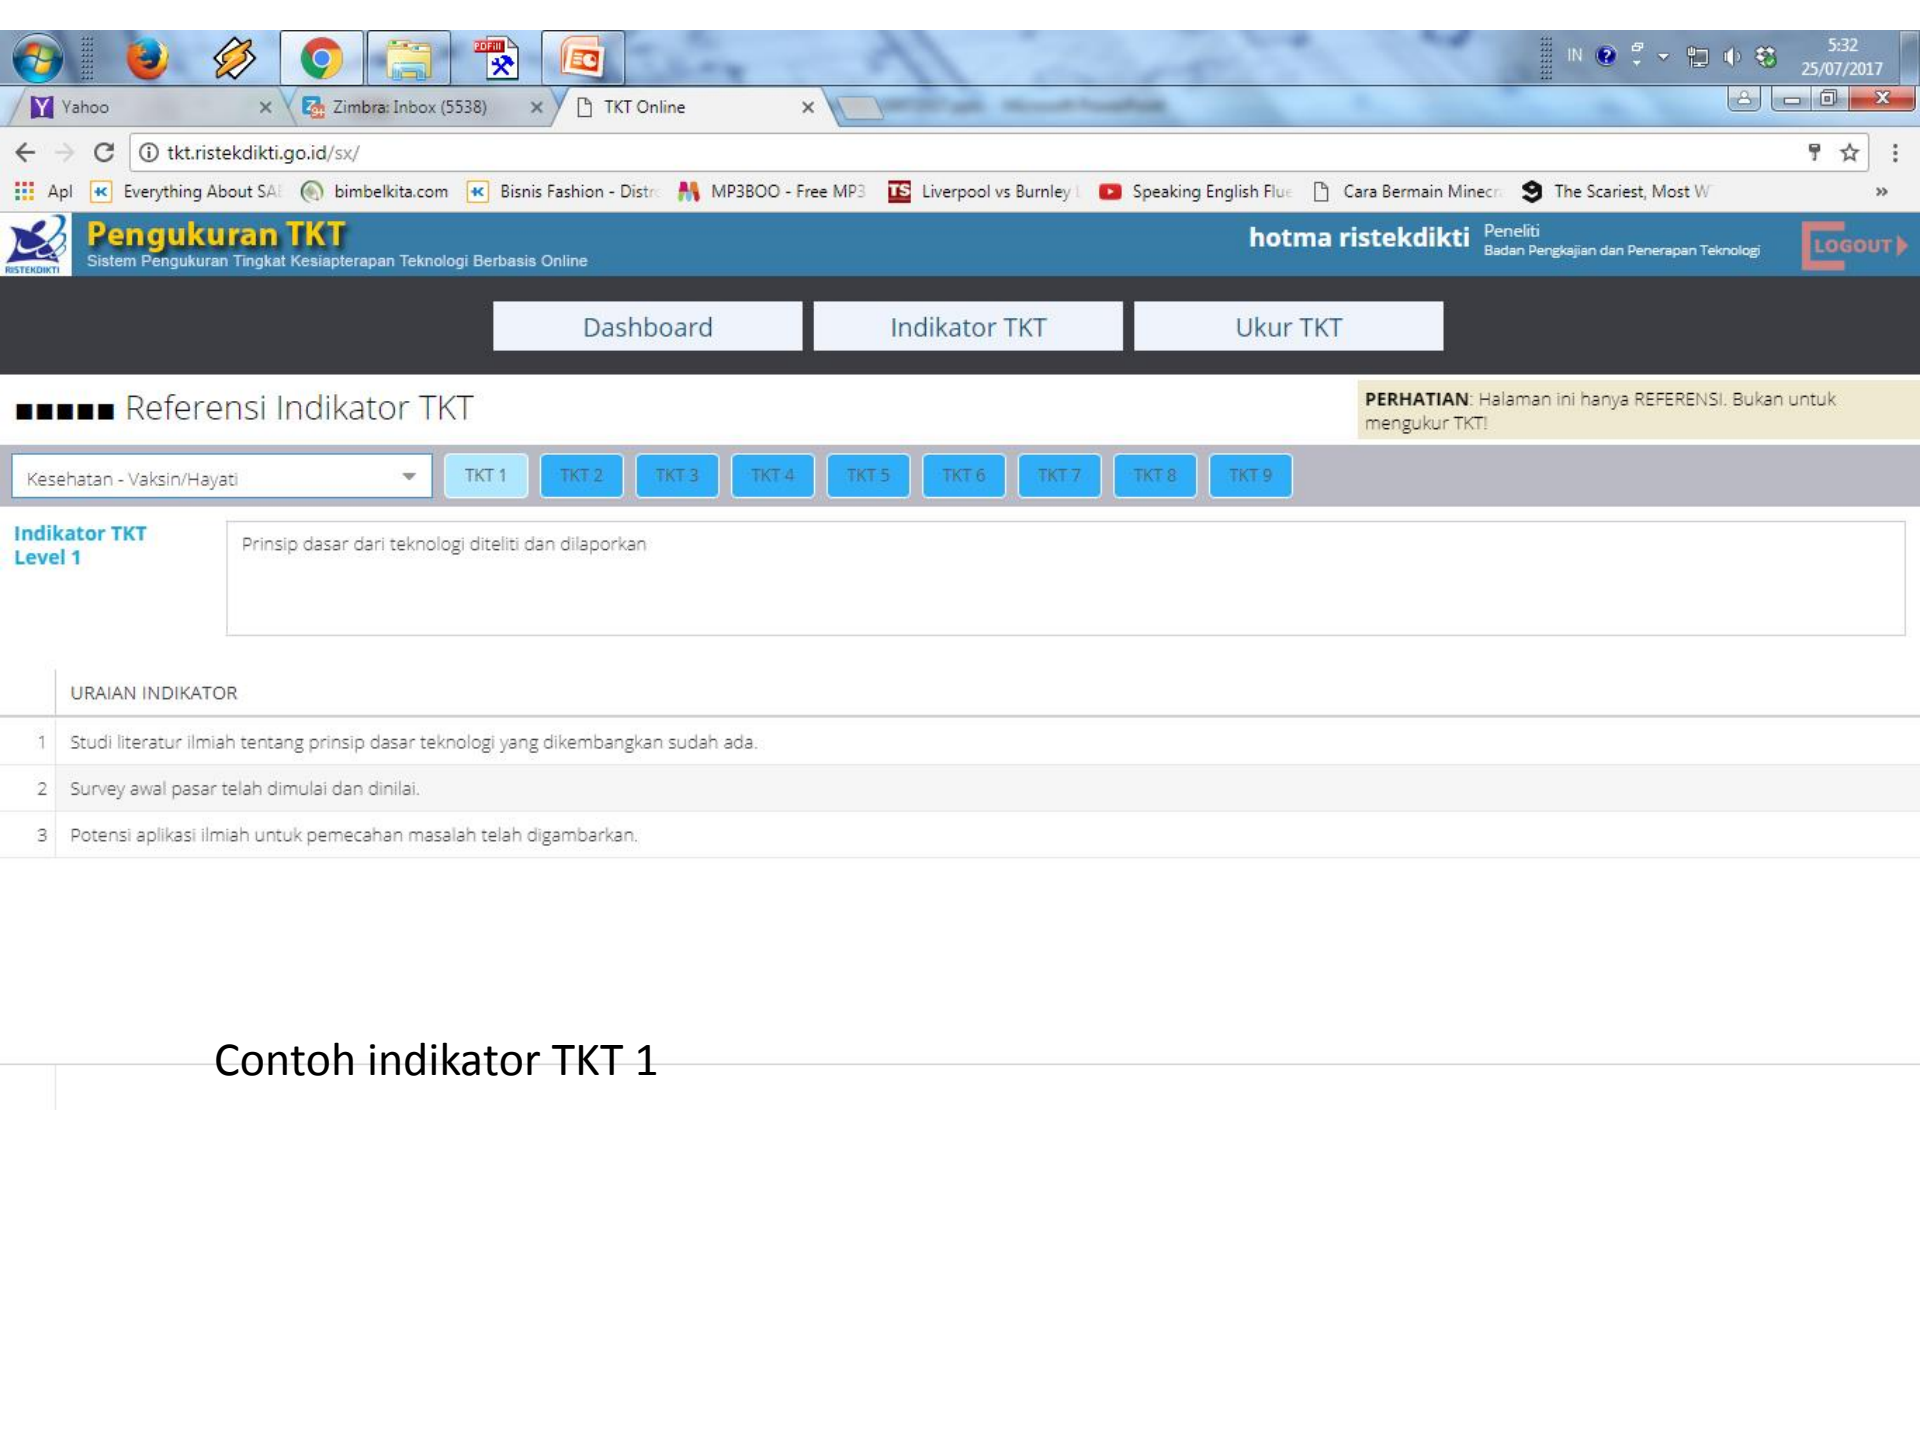 PDFill
IN
5:32
25/07/2017
Yahoo
Zimbra: Inbox (5538)
TKT Online
tkt.ristekdikti.go.id/sx/
Apl
Everything About SA
bimbelkita.com
Bisnis Fashion - Distr
MP3BOO - Free MP3
TS
Liverpool vs Burnley
Speaking English Flue
Cara Bermain Minecr
The Scariest, Most W
RISTEKDIKTI
Pengukuran TKT
Sistem Pengukuran Tingkat Kesiapterapan Teknologi Berbasis Online
hotma ristekdikti
Peneliti
Badan Pengkajian dan Penerapan Teknologi
LOGOUT
Dashboard
Indikator TKT
Ukur TKT
Referensi Indikator TKT
PERHATIAN: Halaman ini hanya REFERENSI. Bukan untuk
mengukur TKT!
Kesehatan - Vaksin/Hayati
TKT 1
TKT 2
TKT 3
TKT 4
TKT 5
TKT 6
TKT 7
TKT 8
TKT 9
Indikator TKT
Level 1
Prinsip dasar dari teknologi diteliti dan dilaporkan
URAIAN INDIKATOR
1 Studi literatur ilmiah tentang prinsip dasar teknologi yang dikembangkan sudah ada.
2 Survey awal pasar telah dimulai dan dinilai.
3 Potensi aplikasi ilmiah untuk pemecahan masalah telah digambarkan.
Contoh indikator TKT 1